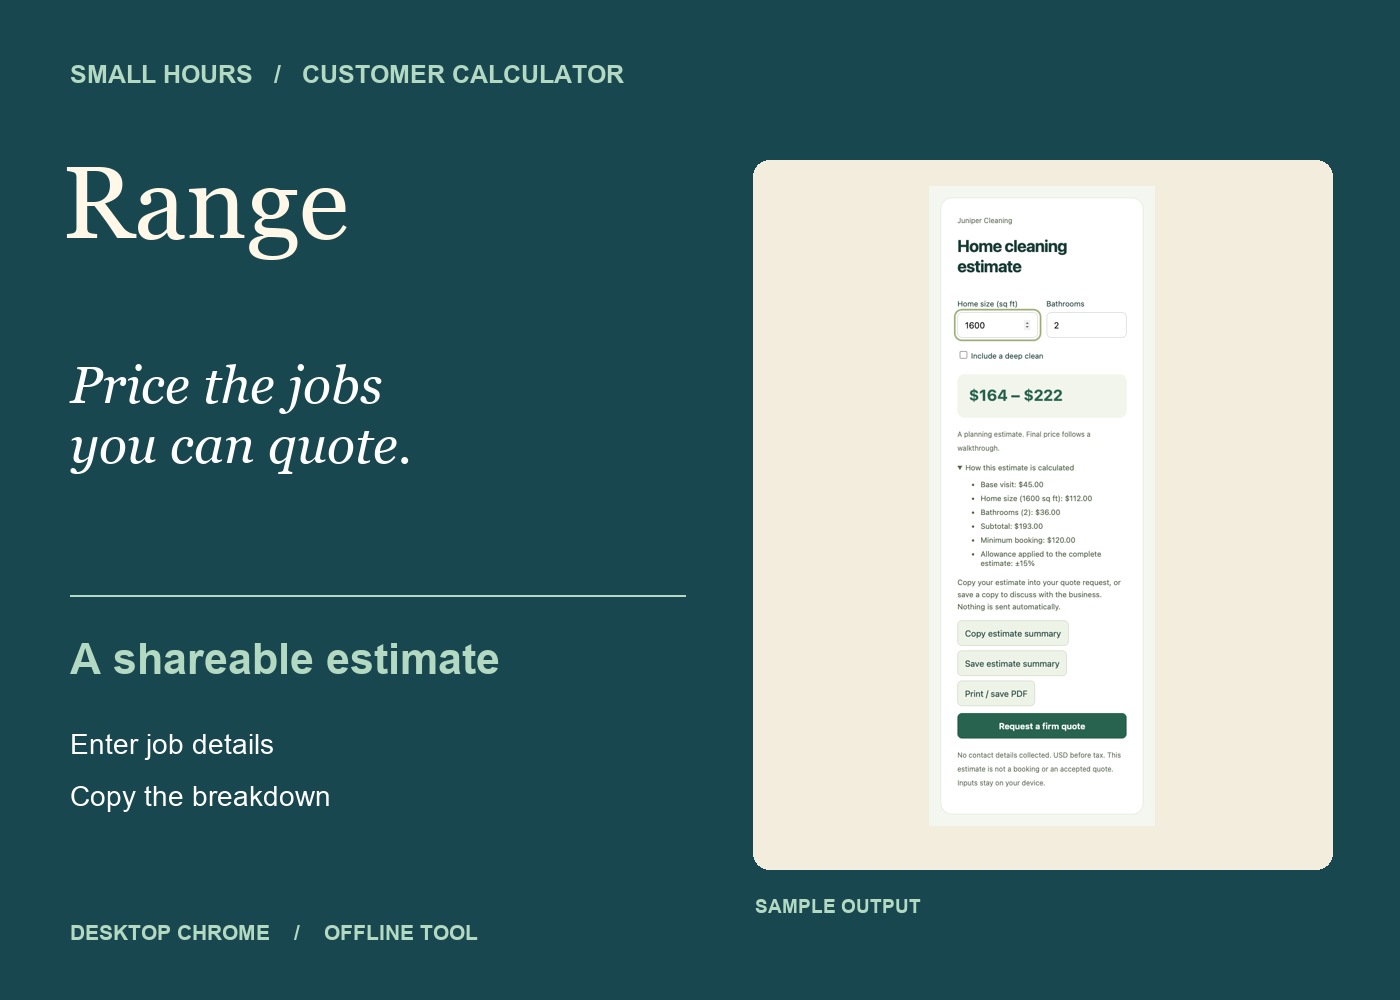 SMALL HOURS / CUSTOMER CALCULATOR
Range
Price the jobs
you can quote.
A shareable estimate
Enter job details
Copy the breakdown
DESKTOP CHROME / OFFLINE TOOL
Juniper Cleaning
Home cleaning
estimate
Home size (sq ft) Bathrooms
1600 2
Include a deep clean
$164 – $222
A planning estimate. Final price follows a
walkthrough.
▼ How this estimate is calculated
• Base visit: $45.00
• Home size (1600 sq ft): $112.00
• Bathrooms (2): $36.00
• Subtotal: $193.00
• Minimum booking: $120.00
• Allowance applied to the complete
estimate: ±15%
Copy your estimate into your quote request, or
save a copy to discuss with the business.
Nothing is sent automatically.
Copy estimate summary
Save estimate summary
Print / save PDF
Request a firm quote
No contact details collected. USD before tax. This
estimate is not a booking or an accepted quote.
Inputs stay on your device.
SAMPLE OUTPUT